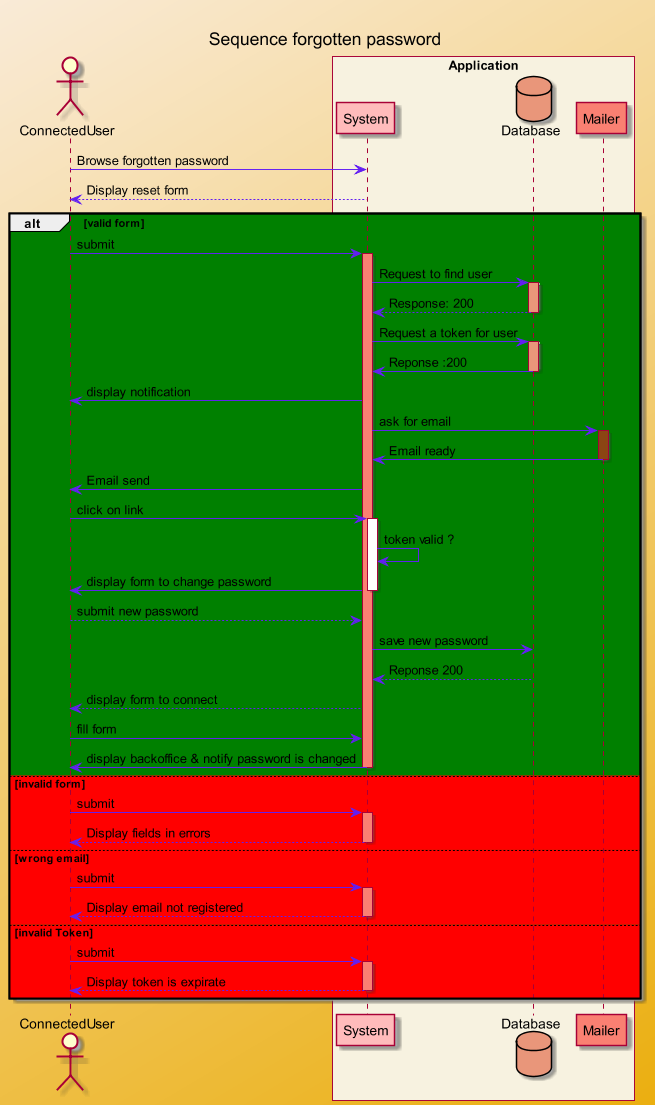 Sequence forgotten password
Application
ConnectedUser
System
Database
Mailer
Browse forgotten password
Display reset form
alt
[valid form]
submit
Request to find user
Response: 200
Request a token for user
Reponse :200
display notification
ask for email
Email ready
Email send
click on link
token valid ?
display form to change password
submit new password
save new password
Reponse 200
display form to connect
fill form
display backoffice & notify password is changed
[invalid form]
submit
Display fields in errors
[wrong email]
submit
Display email not registered
[invalid Token]
submit
Display token is expirate
ConnectedUser
System
Database
Mailer